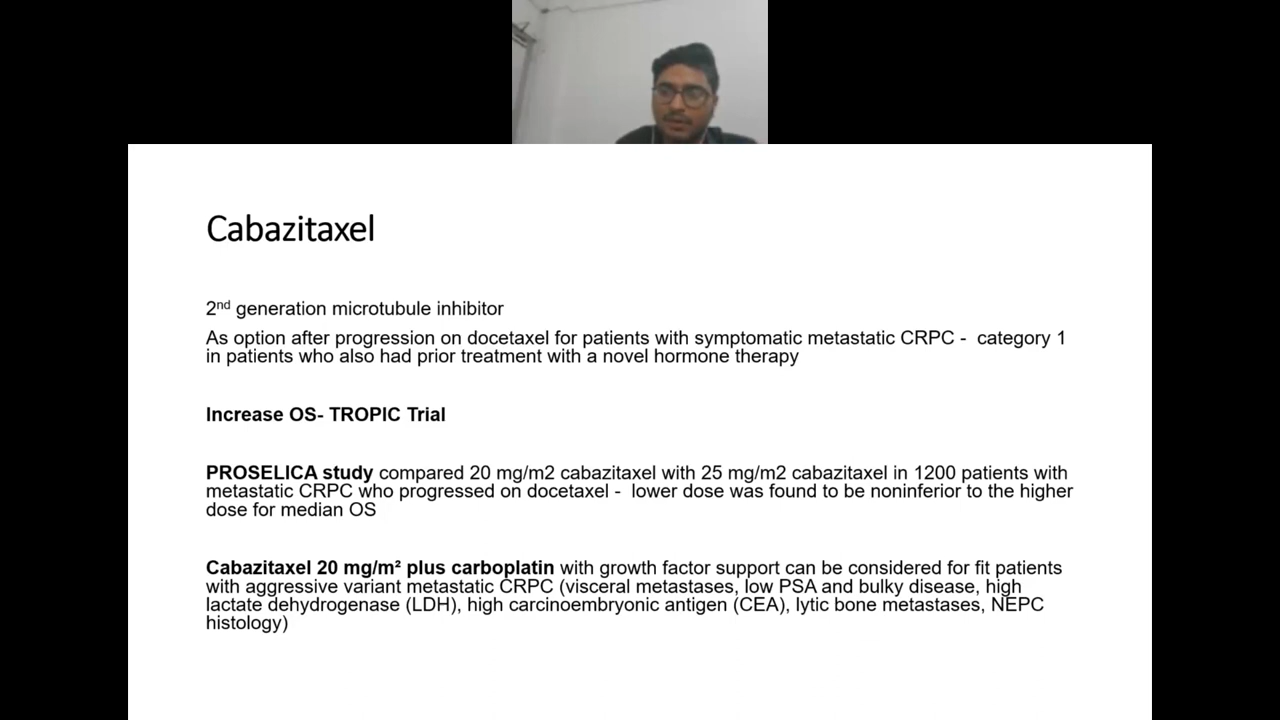 Cabazitaxel
2nd generation microtubule inhibitor
As option after progression on docetaxel for patients with symptomatic metastatic CRPC -  category 1
in patients who also had prior treatment with a novel hormone therapy
Increase OS- TROPIC Trial
PROSELICA study compared 20 mg/m2 cabazitaxel with 25 mg/m2 cabazitaxel in 1200 patients with
metastatic CRPC who progressed on docetaxel -  lower dose was found to be noninferior to the higher
dose for median OS
Cabazitaxel 20 mg/m² plus carboplatin with growth factor support can be considered for fit patients
with aggressive variant metastatic CRPC (visceral metastases, low PSA and bulky disease, high
lactate dehydrogenase (LDH), high carcinoembryonic antigen (CEA), lytic bone metastases, NEPC
histology)